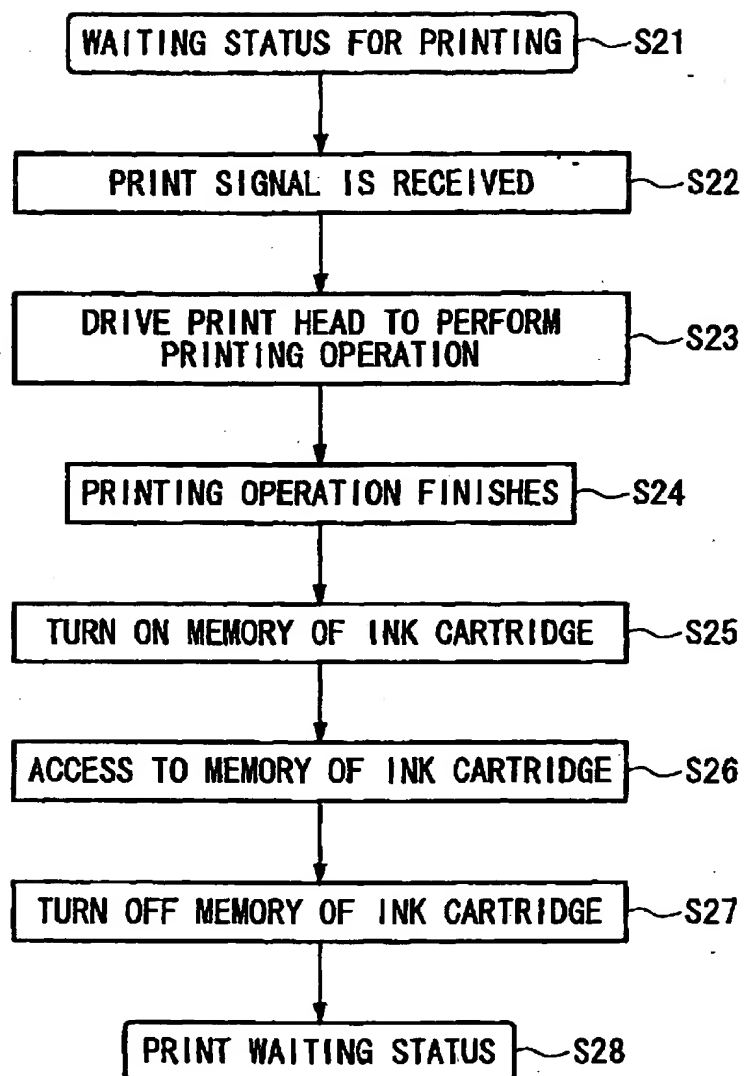 WAITING STATUS FOR PRINTING S21
PRINT SIGNAL IS RECEIVED S22
DRIVE PRINT HEAD TO PERFORM
PRINTING OPERATION S23
PRINTING OPERATION FINISHES S24
TURN ON MEMORY OF INK CARTRIDGE S25
ACCESS TO MEMORY OF INK CARTRIDGE S26
TURN OFF MEMORY OF INK CARTRIDGE S27
PRINT WAITING STATUS S28